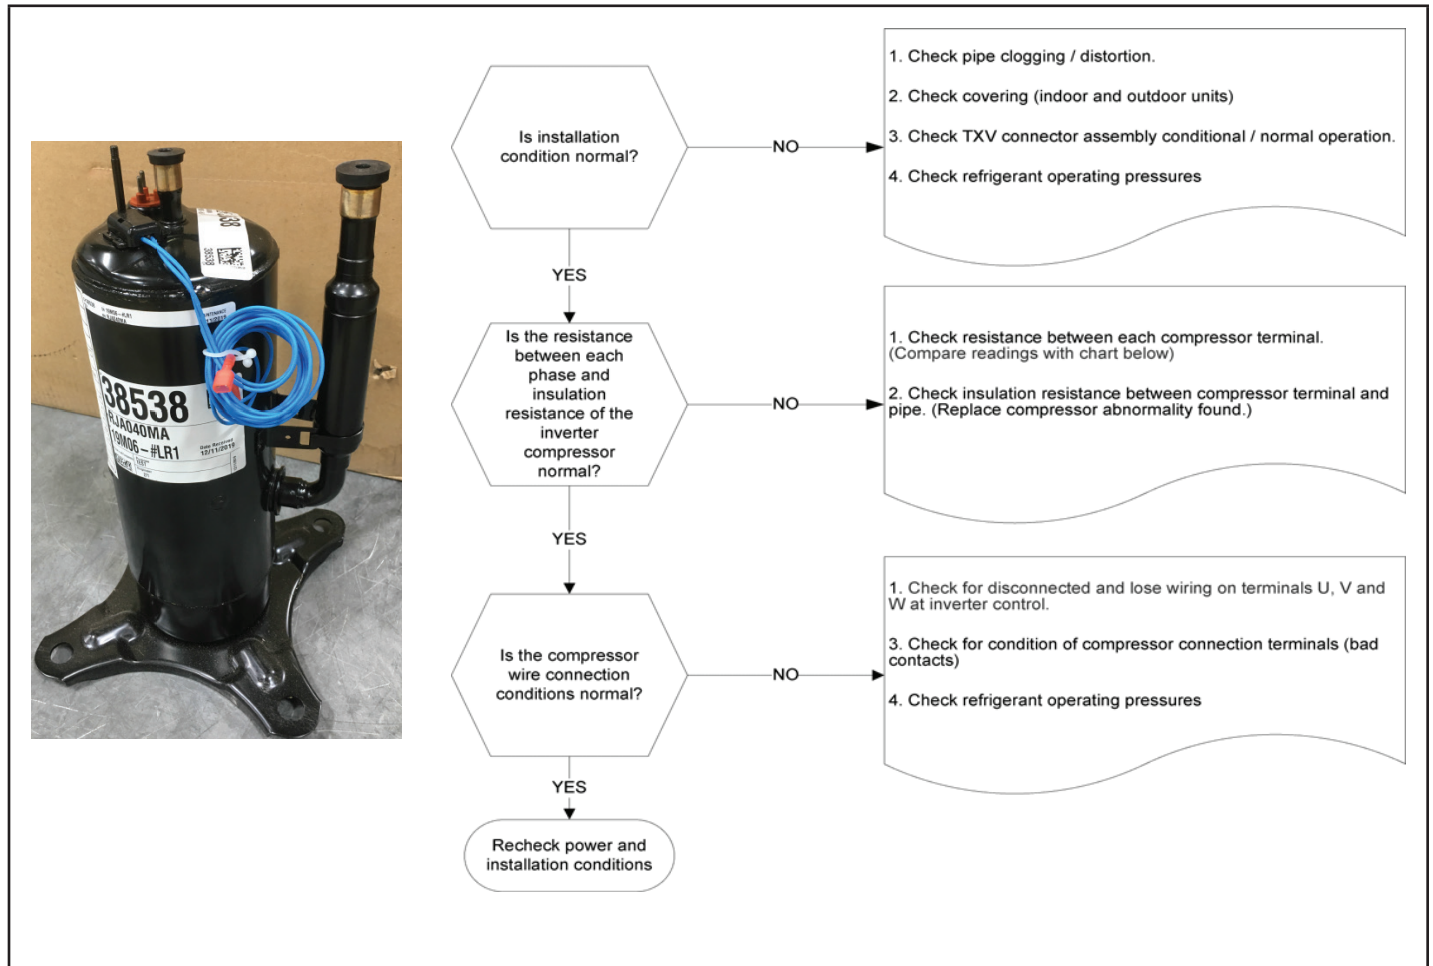 38538
38538
RJA040MA
19M06-#LR1
Date Received
12/11/2019
Is installation
condition normal?
NO
1. Check pipe clogging / distortion.
2. Check covering (indoor and outdoor units)
3. Check TXV connector assembly conditional / normal operation.
4. Check refrigerant operating pressures
YES
Is the resistance
between each
phase and
insulation
resistance of the
inverter
compressor
normal?
NO
1. Check resistance between each compressor terminal.
(Compare readings with chart below)
2. Check insulation resistance between compressor terminal and
pipe. (Replace compressor abnormality found.)
YES
Is the compressor
wire connection
conditions normal?
NO
1. Check for disconnected and lose wiring on terminals U, V and
W at inverter control.
3. Check for condition of compressor connection terminals (bad
contacts)
4. Check refrigerant operating pressures
YES
Recheck power and
installation conditions